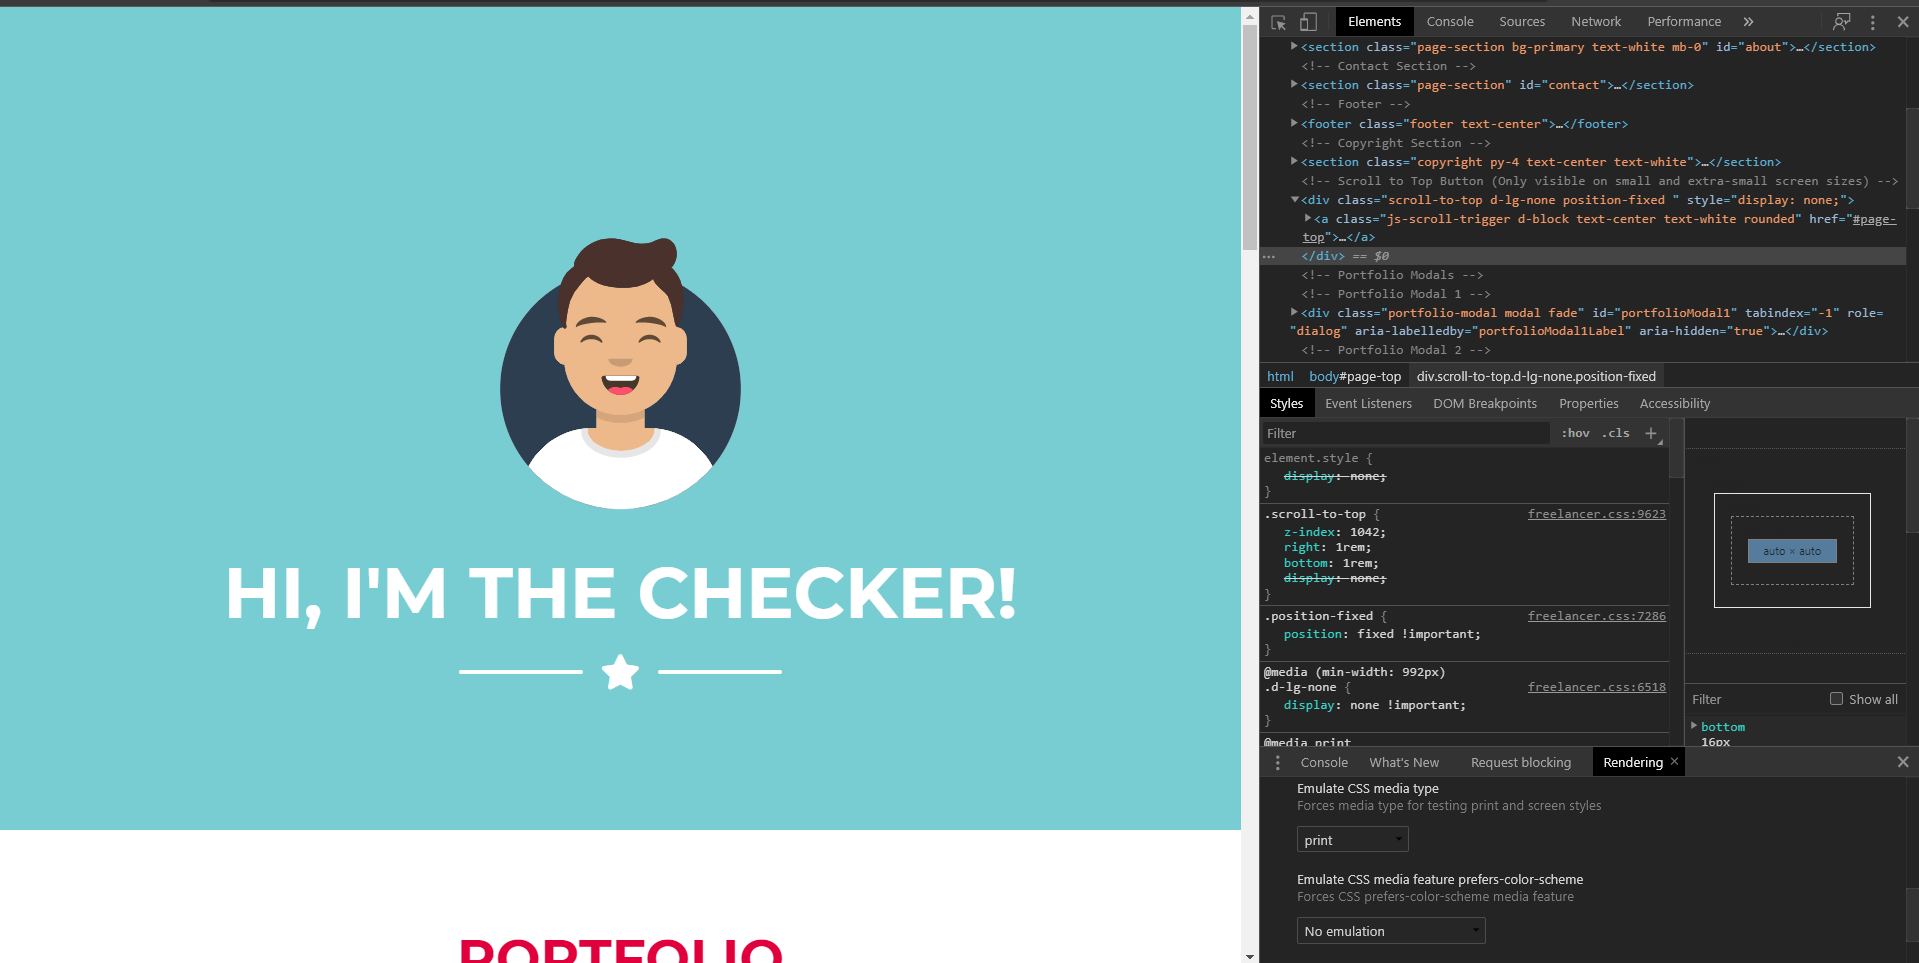 HI, I'M THE CHECKER!
PORTFOLIO
Elements Console Sources Network Performance »
<section class="page-section bg-primary text-white mb-0" id="about">…</section>
<!-- Contact Section -->
<section class="page-section" id="contact">…</section>
<!-- Footer -->
<footer class="footer text-center">…</footer>
<!-- Copyright Section -->
<section class="copyright py-4 text-center text-white">…</section>
<!-- Scroll to Top Button (Only visible on small and extra-small screen sizes) -->
<div class="scroll-to-top d-lg-none position-fixed " style="display: none;">
<a class="js-scroll-trigger d-block text-center text-white rounded" href="#page-
top">…</a>
… </div> == $0
<!-- Portfolio Modals -->
<!-- Portfolio Modal 1 -->
<div class="portfolio-modal modal fade" id="portfolioModal1" tabindex="-1" role=
"dialog" aria-labelledby="portfolioModal1Label" aria-hidden="true">…</div>
<!-- Portfolio Modal 2 -->
html body#page-top div.scroll-to-top.d-lg-none.position-fixed
Styles Event Listeners DOM Breakpoints Properties Accessibility
Filter :hov .cls +
element.style {
display: none;
}
.scroll-to-top { freelancer.css:9623
z-index: 1042;
right: 1rem;
bottom: 1rem;
display: none;
}
.position-fixed { freelancer.css:7286
position: fixed !important;
}
@media (min-width: 992px)
.d-lg-none { freelancer.css:6518
display: none !important;
}
@media print
auto × auto
Filter Show all
bottom
16px
Console What's New Request blocking Rendering ×
Emulate CSS media type
Forces media type for testing print and screen styles
print
Emulate CSS media feature prefers-color-scheme
Forces CSS prefers-color-scheme media feature
No emulation